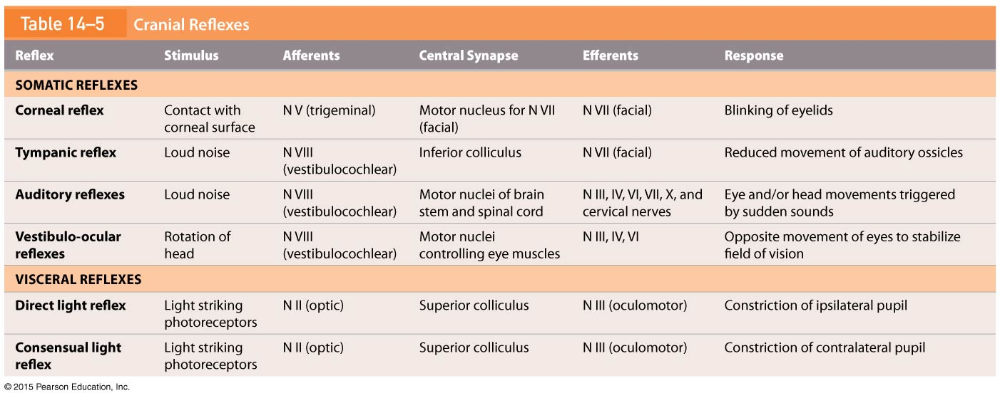 Table 14–5 Cranial Reflexes
Reflex Stimulus Afferents Central Synapse Efferents Response
SOMATIC REFLEXES
Corneal reflex Contact with N V (trigeminal) Motor nucleus for N VII N VII (facial) Blinking of eyelids
corneal surface (facial)
Tympanic reflex Loud noise N VIII Inferior colliculus N VII (facial) Reduced movement of auditory ossicles
(vestibulocochlear)
Auditory reflexes Loud noise N VIII Motor nuclei of brain N III, IV, VI, VII, X, and Eye and/or head movements triggered
(vestibulocochlear) stem and spinal cord cervical nerves by sudden sounds
Vestibulo-ocular Rotation of N VIII Motor nuclei N III, IV, VI Opposite movement of eyes to stabilize
reflexes head (vestibulocochlear) controlling eye muscles field of vision
VISCERAL REFLEXES
Direct light reflex Light striking N II (optic) Superior colliculus N III (oculomotor) Constriction of ipsilateral pupil
photoreceptors
Consensual light Light striking N II (optic) Superior colliculus N III (oculomotor) Constriction of contralateral pupil
reflex photoreceptors
© 2015 Pearson Education, Inc.